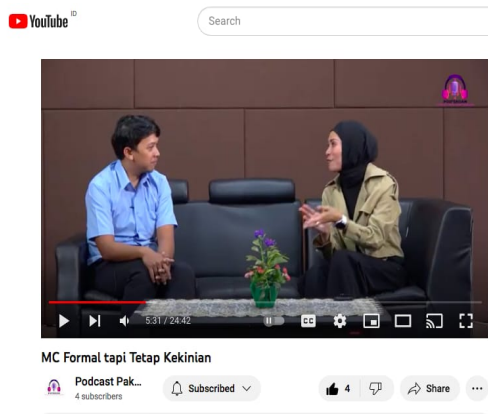 YouTube ID
Search
5:31 / 24:42
CC
MC Formal tapi Tetap Kekinian
Podcast Pak...
4 subscribers
Subscribed
4
Share
...